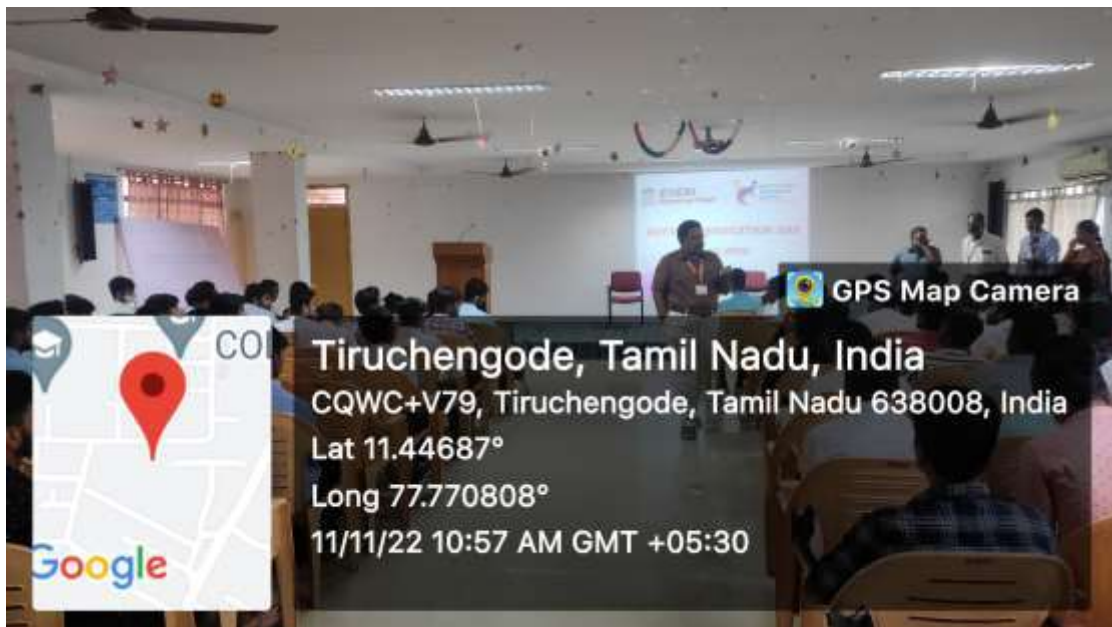 GPS Map Camera
COL
Tiruchengode, Tamil Nadu, India
CQWC+V79, Tiruchengode, Tamil Nadu 638008, India
Lat 11.44687°
Long 77.770808°
11/11/22 10:57 AM GMT +05:30
Google